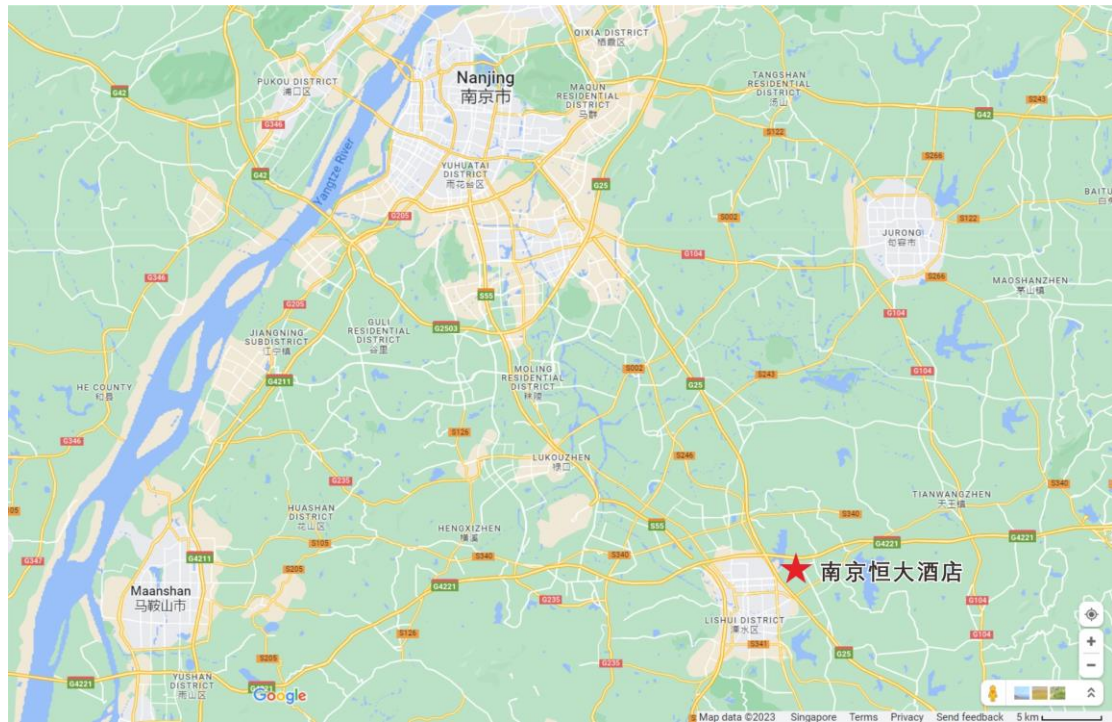 QIXIA DISTRICT
栖霞区
Nanjing
南京市
PUKOU DISTRICT
浦口区
MAQUN
RESIDENTIAL
DISTRICT
马群
TANGSHAN
RESIDENTIAL
DISTRICT
汤山
G42
S243
G42
G346
S122
Yangtze River
YUHUATAI
DISTRICT
雨花台区
S266
G42
G25
BAITU
G205
S002
S122
JURONG
句容市
G104
G346
S266
MAOSHANZHEN
茅山镇
S55
G205
G104
JIANGNING
SUBDISTRICT
江宁镇
GULI
RESIDENTIAL
DISTRICT
谷里
G2503
MOLING
RESIDENTIAL
DISTRICT
秣陵
S002
S243
G104
HE COUNTY
和县
G4211
G25
G346
S126
LUKOUZHEN
禄口
S246
G235
S340
TIANWANGZHEN
天王镇
HUASHAN
DISTRICT
花山区
HENGXIZHEN
横溪
S55
S340
S105
G4221
G4221
G4211
G347
S340
S340
南京恒大酒店
S205
G4221
Maanshan
马鞍山市
G235
G104
LISHUI DISTRICT
溧水区
S126
G104
S341
S205
G235
G25
YUSHAN
DISTRICT
雨山区
G4221
G4221
Google
Map data ©2023 Singapore Terms Privacy Send feedback 5 km